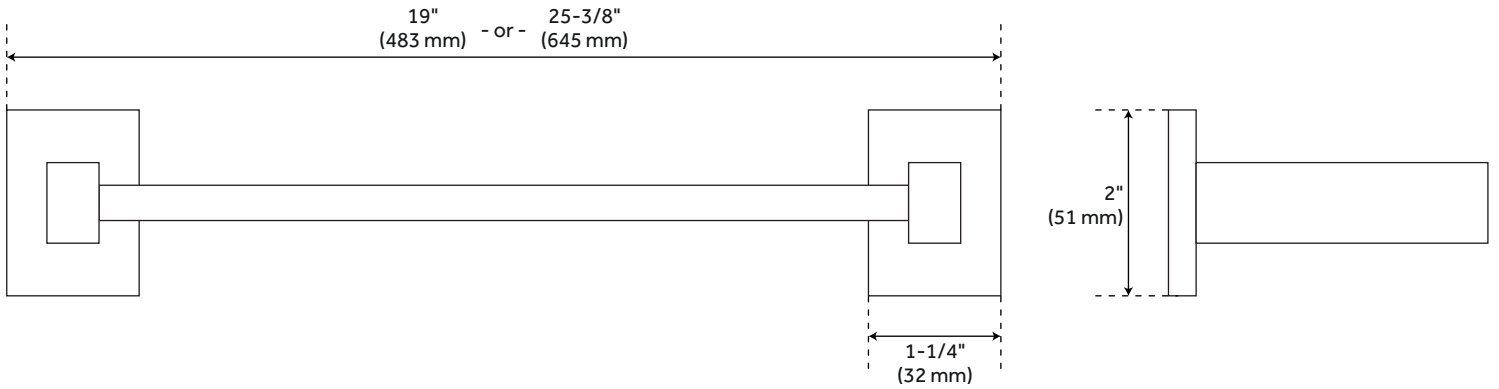 19" - or - 25-3/8"
(483 mm) (645 mm)
2"
(51 mm)
1-1/4"
(32 mm)